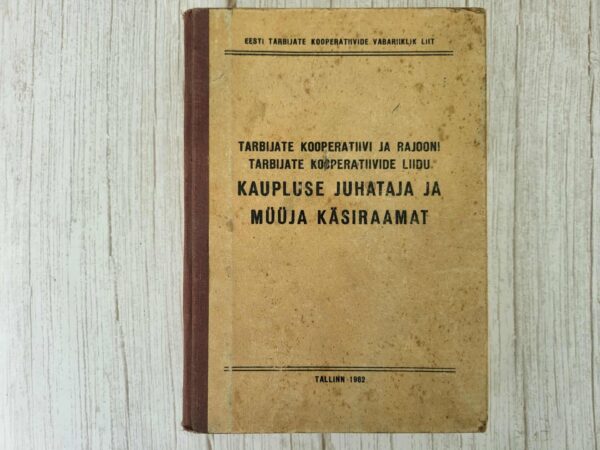 EESTI TARBIJATE KOOPERATIIVIDE VABARIIKLIK LIIT
TARBIJATE KOOPERATIIVI JA RAJOONI
TARBIJATE KOOPERATIIVIDE LIIDU
KAUPLUSE JUHATAJA JA
MÜÜJA KÄSIRAAMAT
TALLINN 1962